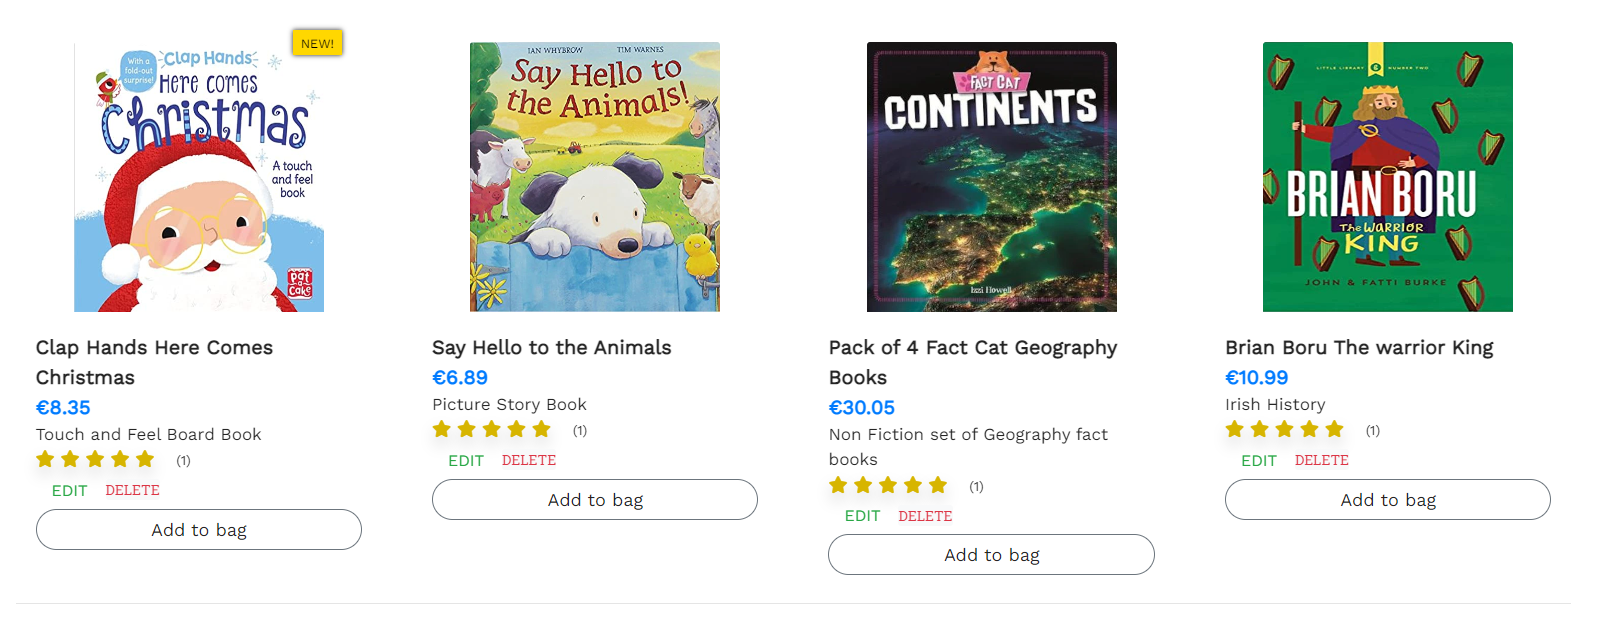 NEW!
With a
fold-out
surprise!
Clap Hands
HERE COMES
Christmas
A touch
and feel
book
pat
a
Cake
Clap Hands Here Comes
Christmas
€8.35
Touch and Feel Board Book
(1)
EDIT DELETE
Add to bag
IAN WHYBROW TIM WARNES
Say Hello to
the Animals!
Say Hello to the Animals
€6.89
Picture Story Book
(1)
EDIT DELETE
Add to bag
FACT CAT
CONTINENTS
Izzi Howell
Pack of 4 Fact Cat Geography
Books
€30.05
Non Fiction set of Geography fact
books
(1)
EDIT DELETE
Add to bag
LITTLE LIBRARY 6 NUMBER TWO
BRIAN BORU
THE WARRIOR
KING
JOHN & FATTI BURKE
Brian Boru The warrior King
€10.99
Irish History
(1)
EDIT DELETE
Add to bag